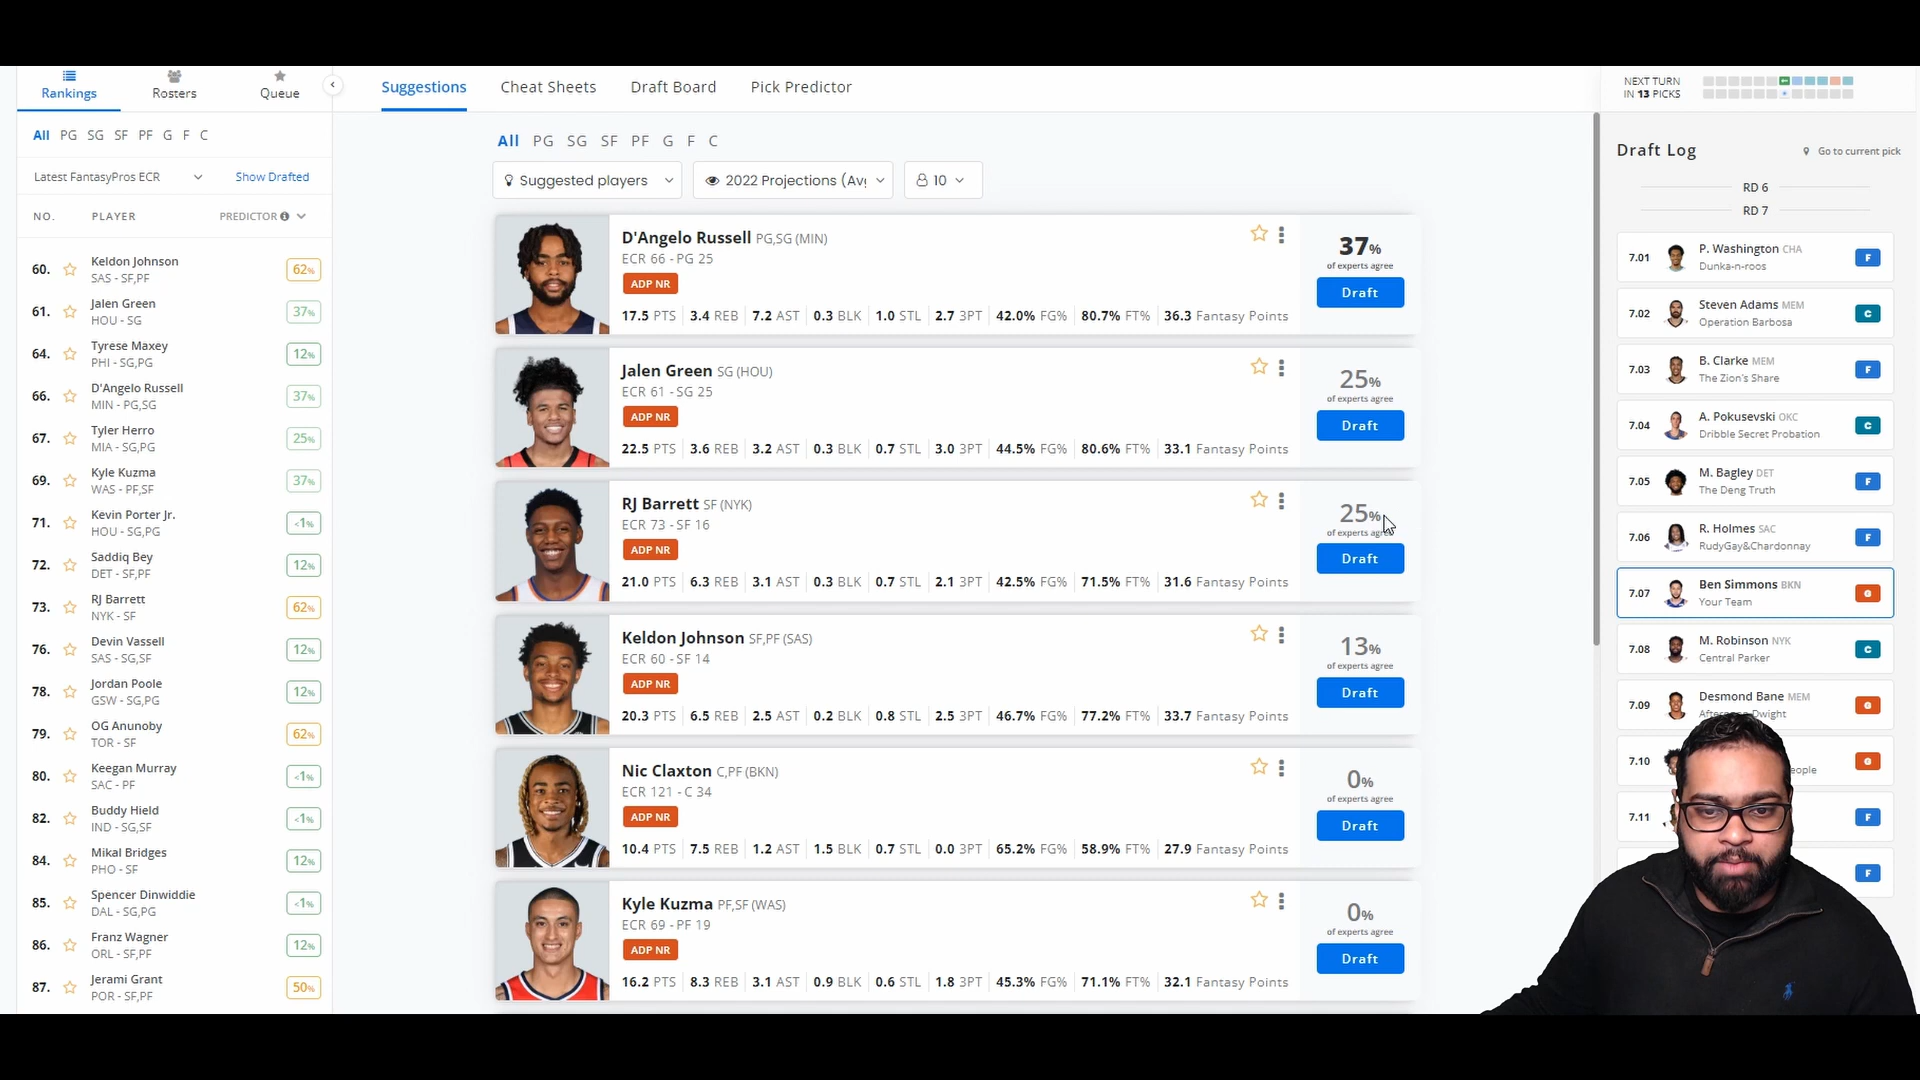 Rankings
Rosters
Queue
All PG SG SF PF G F C
Latest FantasyPros ECR
Show Drafted
NO. PLAYER PREDICTOR
60. Keldon Johnson 62%
SAS - SF,PF
61. Jalen Green 37%
HOU - SG
64. Tyrese Maxey 12%
PHI - SG,PG
66. D'Angelo Russell 37%
MIN - PG,SG
67. Tyler Herro 25%
MIA - SG,PG
69. Kyle Kuzma 37%
WAS - PF,SF
71. Kevin Porter Jr. <1%
HOU - SG,PG
72. Saddiq Bey 12%
DET - SF,PF
73. RJ Barrett 62%
NYK - SF
76. Devin Vassell 12%
SAS - SG,SF
78. Jordan Poole 12%
GSW - SG,PG
79. OG Anunoby 62%
TOR - SF
80. Keegan Murray <1%
SAC - PF
82. Buddy Hield <1%
IND - SG,SF
84. Mikal Bridges 12%
PHO - SF
85. Spencer Dinwiddie <1%
DAL - SG,PG
86. Franz Wagner 12%
ORL - SF,PF
87. Jerami Grant 50%
POR - SF,PF
Suggestions
Cheat Sheets
Draft Board
Pick Predictor
All PG SG SF PF G F C
Suggested players
2022 Projections (Av
10
D'Angelo Russell PG,SG (MIN)
ECR 66 - PG 25
ADP NR
17.5 PTS 3.4 REB 7.2 AST 0.3 BLK 1.0 STL 2.7 3PT 42.0% FG% 80.7% FT% 36.3 Fantasy Points
37%
of experts agree
Draft
Jalen Green SG (HOU)
ECR 61 - SG 25
ADP NR
22.5 PTS 3.6 REB 3.2 AST 0.3 BLK 0.7 STL 3.0 3PT 44.5% FG% 80.6% FT% 33.1 Fantasy Points
25%
of experts agree
Draft
RJ Barrett SF (NYK)
ECR 73 - SF 16
ADP NR
21.0 PTS 6.3 REB 3.1 AST 0.3 BLK 0.7 STL 2.1 3PT 42.5% FG% 71.5% FT% 31.6 Fantasy Points
25%
of experts agree
Draft
Keldon Johnson SF,PF (SAS)
ECR 60 - SF 14
ADP NR
20.3 PTS 6.5 REB 2.5 AST 0.2 BLK 0.8 STL 2.5 3PT 46.7% FG% 77.2% FT% 33.7 Fantasy Points
13%
of experts agree
Draft
Nic Claxton C,PF (BKN)
ECR 121 - C 34
ADP NR
10.4 PTS 7.5 REB 1.2 AST 1.5 BLK 0.7 STL 0.0 3PT 65.2% FG% 58.9% FT% 27.9 Fantasy Points
0%
of experts agree
Draft
Kyle Kuzma PF,SF (WAS)
ECR 69 - PF 19
ADP NR
16.2 PTS 8.3 REB 3.1 AST 0.9 BLK 0.6 STL 1.8 3PT 45.3% FG% 71.1% FT% 32.1 Fantasy Points
0%
of experts agree
Draft
NEXT TURN
IN 13 PICKS
Draft Log
Go to current pick
RD 6
RD 7
7.01 P. Washington CHA F
Dunka-n-roos
7.02 Steven Adams MEM C
Operation Barbosa
7.03 B. Clarke MEM F
The Zion's Share
7.04 A. Pokusevski OKC C
Dribble Secret Probation
7.05 M. Bagley DET F
The Deng Truth
7.06 R. Holmes SAC F
RudyGay&Chardonnay
7.07 Ben Simmons BKN G
Your Team
7.08 M. Robinson NYK C
Central Parker
7.09 Desmond Bane MEM G
Dwight
7.10 G
eople
7.11 F
F